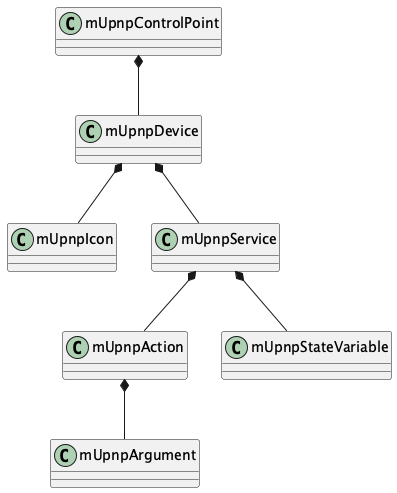 C mUpnpControlPoint
C mUpnpDevice
C mUpnpIcon
C mUpnpService
C mUpnpAction
C mUpnpStateVariable
C mUpnpArgument